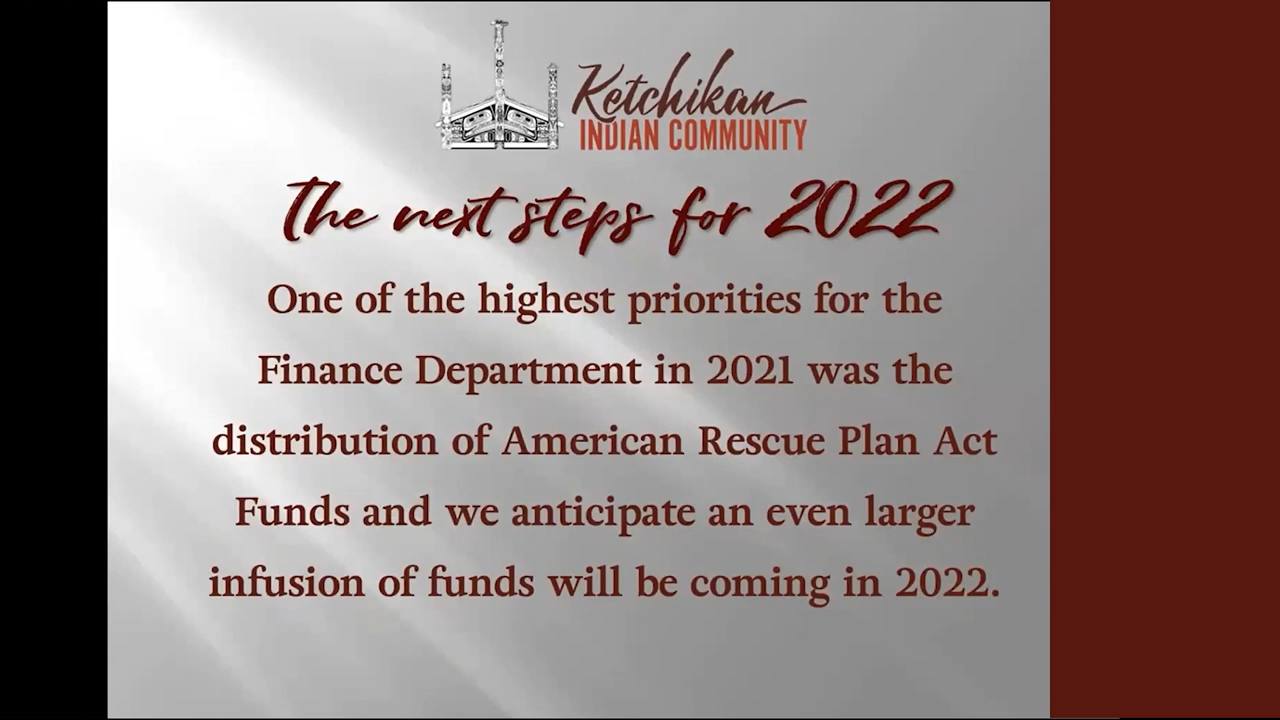 Ketchikan
INDIAN COMMUNITY
The next steps for 2022
One of the highest priorities for the
Finance Department in 2021 was the
distribution of American Rescue Plan Act
Funds and we anticipate an even larger
infusion of funds will be coming in 2022.